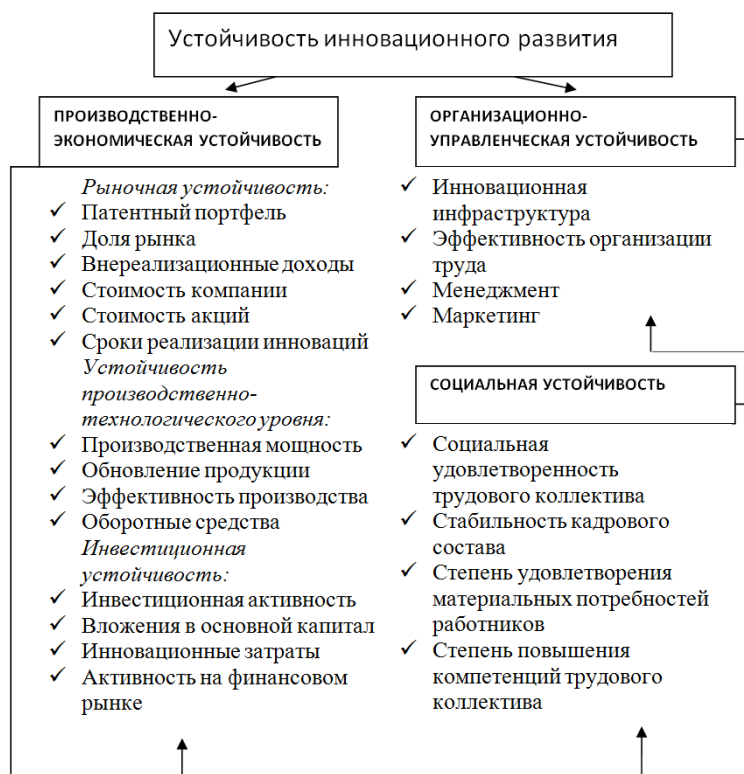 Устойчивость инновационного развития
ПРОИЗВОДСТВЕННО-
ЭКОНОМИЧЕСКАЯ УСТОЙЧИВОСТЬ
Рыночная устойчивость:
✓ Патентный портфель
✓ Доля рынка
✓ Внереализационные доходы
✓ Стоимость компании
✓ Стоимость акций
✓ Сроки реализации инноваций
Устойчивость
производственно-
технологического уровня:
✓ Производственная мощность
✓ Обновление продукции
✓ Эффективность производства
✓ Оборотные средства
Инвестиционная
устойчивость:
✓ Инвестиционная активность
✓ Вложения в основной капитал
✓ Инновационные затраты
✓ Активность на финансовом
рынке
ОРГАНИЗАЦИОННО-
УПРАВЛЕНЧЕСКАЯ УСТОЙЧИВОСТЬ
✓ Инновационная
инфраструктура
✓ Эффективность организации
труда
✓ Менеджмент
✓ Маркетинг
СОЦИАЛЬНАЯ УСТОЙЧИВОСТЬ
✓ Социальная
удовлетворенность
трудового коллектива
✓ Стабильность кадрового
состава
✓ Степень удовлетворения
материальных потребностей
работников
✓ Степень повышения
компетенций трудового
коллектива